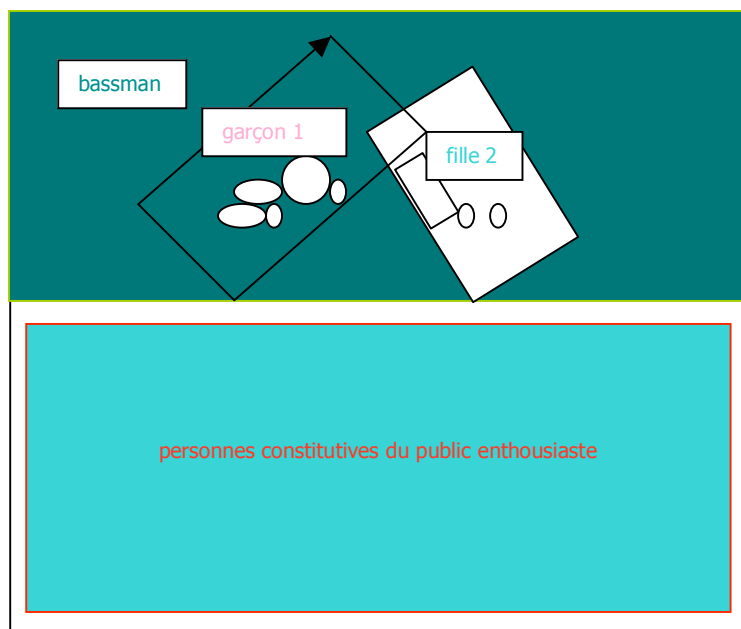 bassman
garçon 1
fille 2
personnes constitutives du public enthousiaste